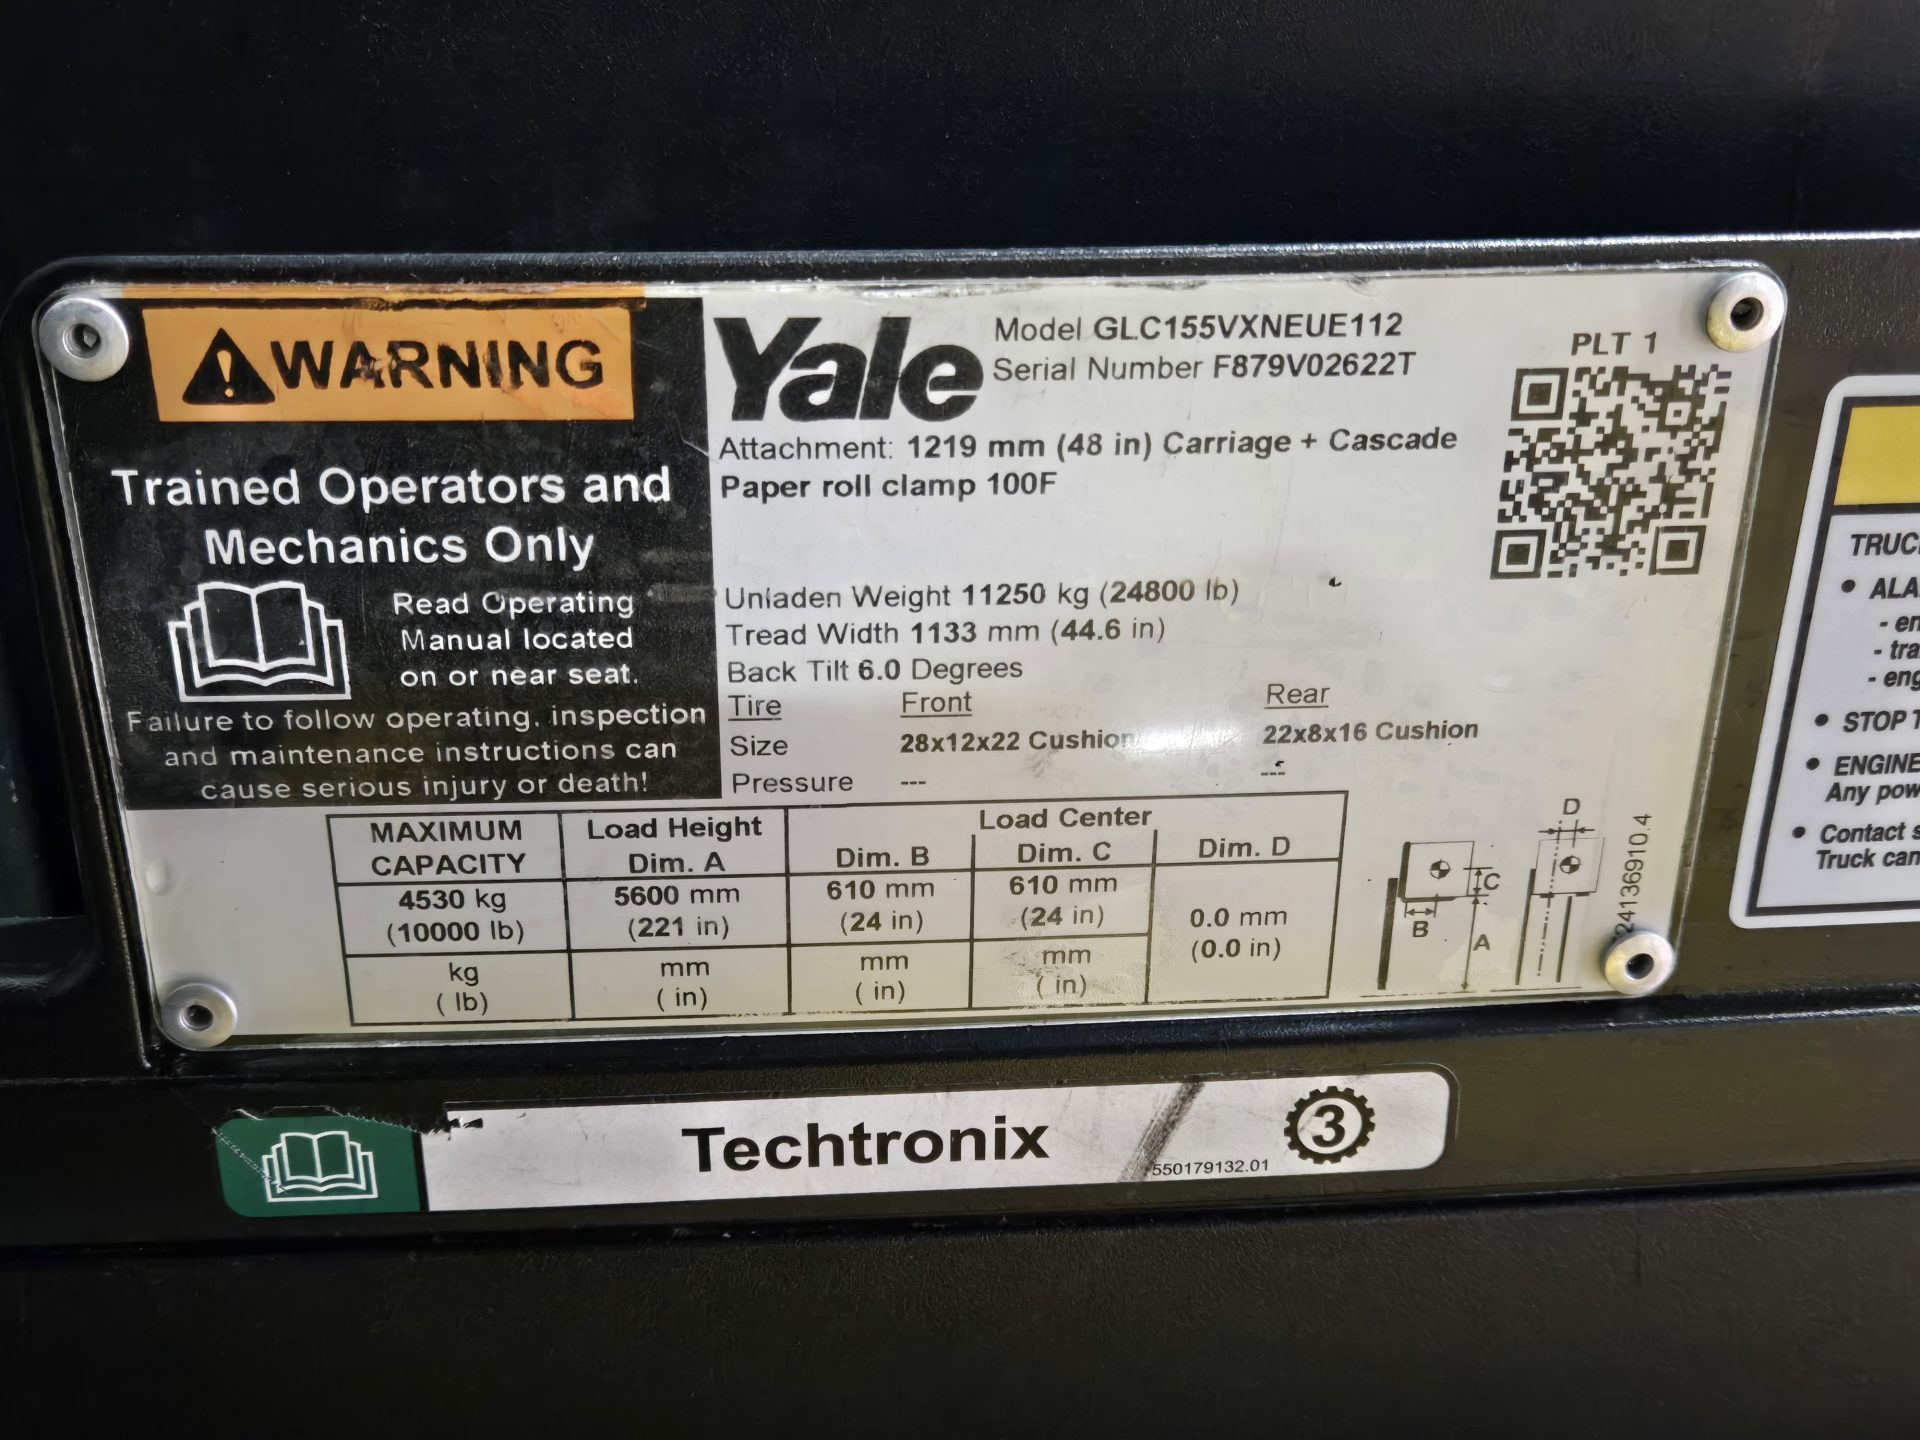 WARNING
Trained Operators and
Mechanics Only
Read Operating
Manual located
on or near seat.
Failure to follow operating, inspection
and maintenance instructions can
cause serious injury or death!
Yale
Model GLC155VXNEUE112
Serial Number F879V02622T
PLT 1
Attachment: 1219 mm (48 in) Carriage + Cascade
Paper roll clamp 100F
Unladen Weight 11250 kg (24800 lb)
Tread Width 1133 mm (44.6 in)
Back Tilt 6.0 Degrees
Tire Front Rear
Size 28x12x22 Cushion 22x8x16 Cushion
Pressure --- ---
MAXIMUM CAPACITY Load Height Dim. A Load Center
Dim. B Dim. C Dim. D
4530 kg 5600 mm 610 mm 610 mm 0.0 mm
(10000 lb) (221 in) (24 in) (24 in) (0.0 in)
kg mm mm mm
( lb) ( in) ( in) ( in)
D
C
B
A
24136910.4
Techtronix
550179132.01
3
• ALA
- en
- tra
- eng
• STOP T
• ENGINE
Any pow
• Contact s
Truck can